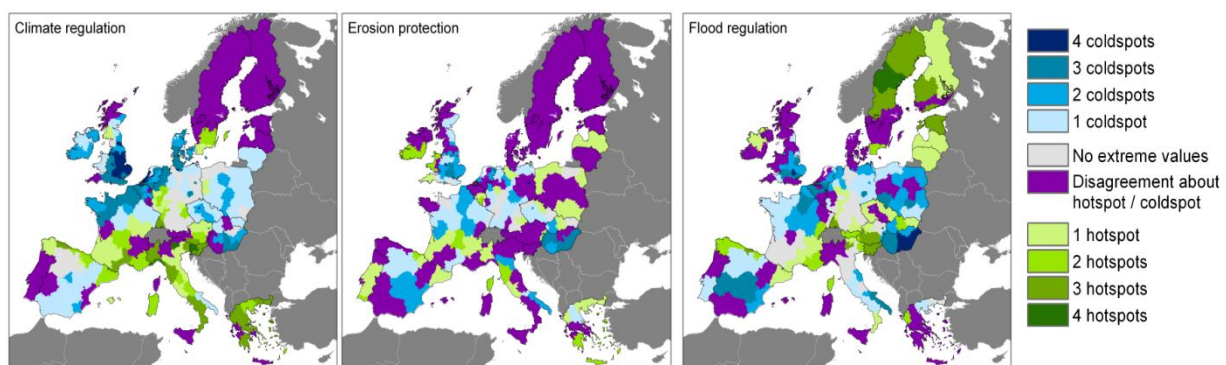 Climate regulation
Erosion protection
Flood regulation
4 coldspots
3 coldspots
2 coldspots
1 coldspot
No extreme values
Disagreement about
hotspot / coldspot
1 hotspot
2 hotspots
3 hotspots
4 hotspots